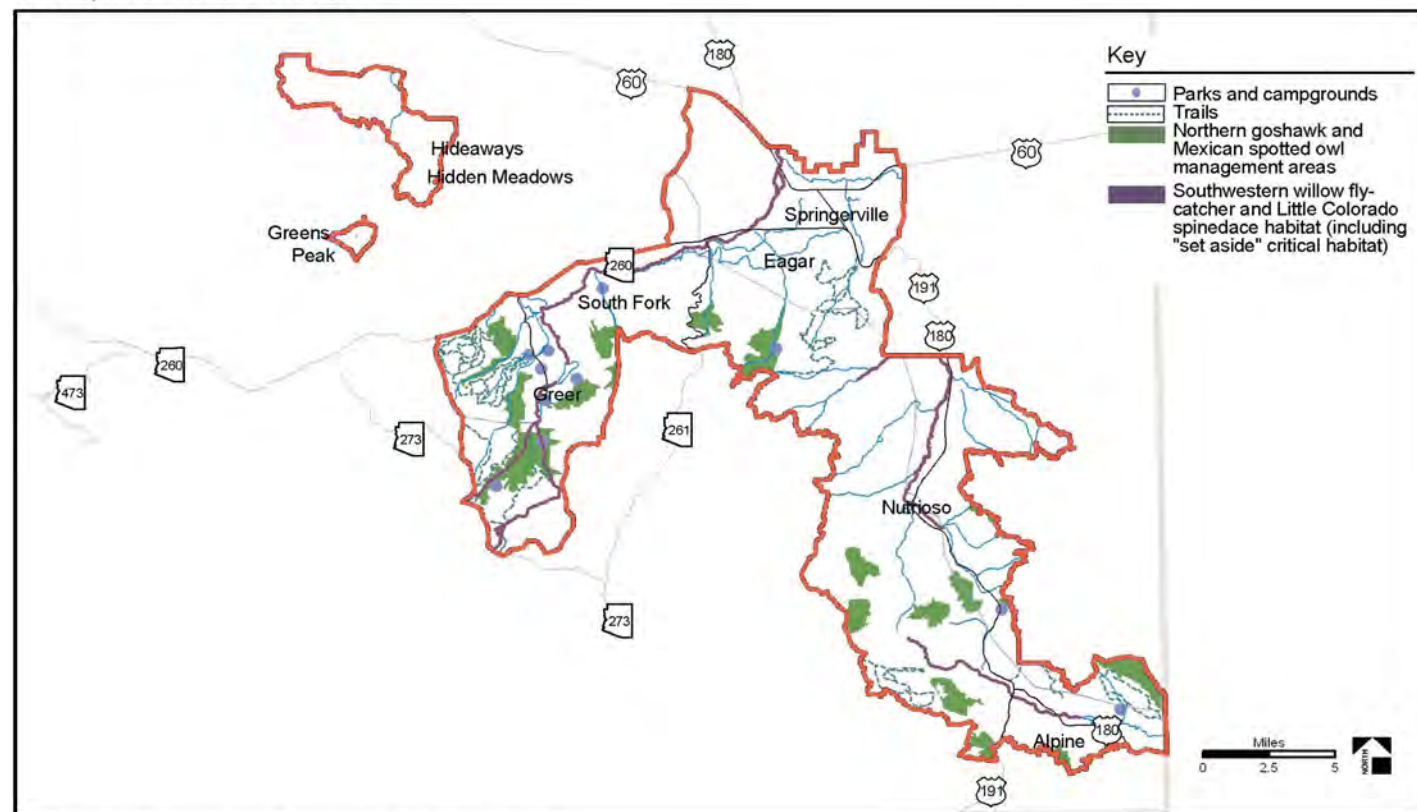 180
60
Key
Parks and campgrounds
Trails
Northern goshawk and
Mexican spotted owl
management areas
Southwestern willow fly-
catcher and Little Colorado
spinedace habitat (including
"set aside" critical habitat)
60
Hideaways
Hidden Meadows
Springerville
Greens
Peak
260
Eagar
191
South Fork
180
260
473
Greer
273
261
Nutrioso
273
180
Alpine
191
Miles
0 2.5 5
NORTH